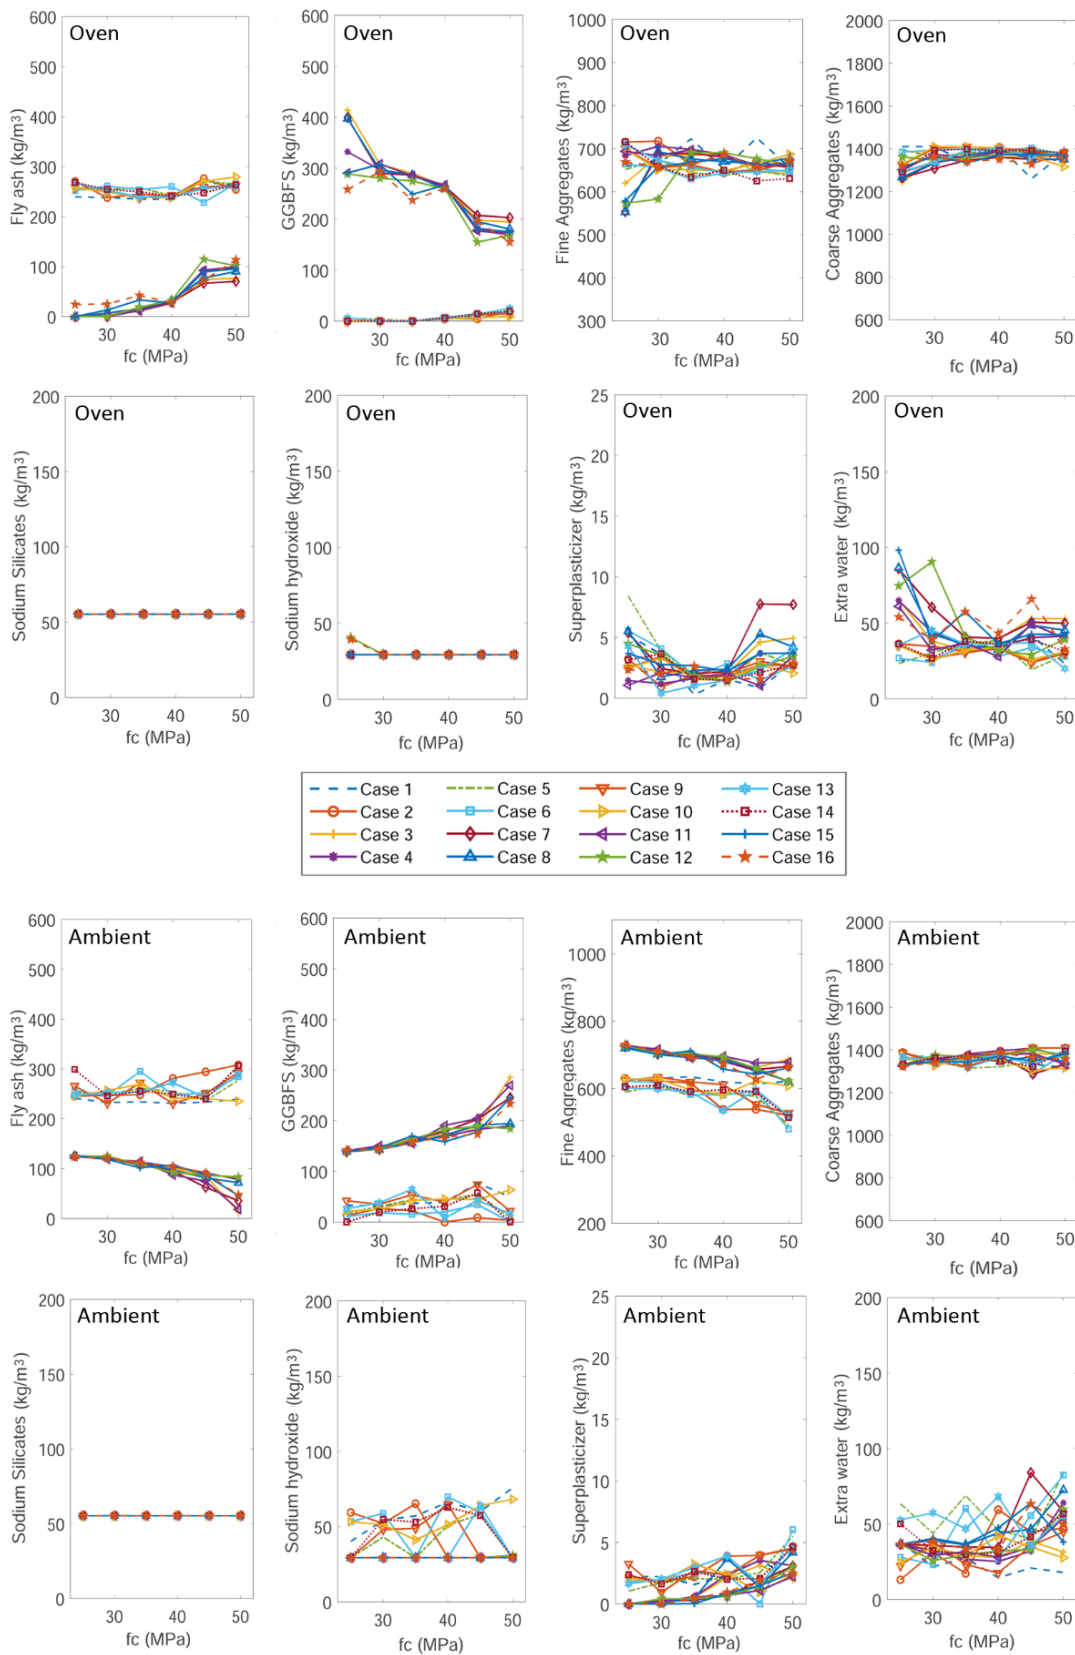 Oven
Fly ash (kg/m³)
600
500
400
300
200
100
0
30 40 50
fc (MPa)
Oven
GGBFS (kg/m³)
600
500
400
300
200
100
0
30 40 50
fc (MPa)
Oven
Fine Aggregates (kg/m³)
1000
900
800
700
600
500
400
300
30 40 50
fc (MPa)
Oven
Coarse Aggregates (kg/m³)
2000
1800
1600
1400
1200
1000
800
600
30 40 50
fc (MPa)
Oven
Sodium Silicates (kg/m³)
200
150
100
50
0
30 40 50
fc (MPa)
Oven
Sodium hydroxide (kg/m³)
200
150
100
50
0
30 40 50
fc (MPa)
Oven
Superplasticizer (kg/m³)
25
20
15
10
5
0
30 40 50
fc (MPa)
Oven
Extra water (kg/m³)
200
150
100
50
0
30 40 50
fc (MPa)
Case 1 Case 5 Case 9 Case 13
Case 2 Case 6 Case 10 Case 14
Case 3 Case 7 Case 11 Case 15
Case 4 Case 8 Case 12 Case 16
Ambient
Fly ash (kg/m³)
600
500
400
300
200
100
0
30 40 50
fc (MPa)
Ambient
GGBFS (kg/m³)
600
500
400
300
200
100
0
30 40 50
fc (MPa)
Ambient
Fine Aggregates (kg/m³)
1000
800
600
400
200
30 40 50
fc (MPa)
Ambient
Coarse Aggregates (kg/m³)
2000
1800
1600
1400
1200
1000
800
600
30 40 50
fc (MPa)
Ambient
Sodium Silicates (kg/m³)
200
150
100
50
0
30 40 50
fc (MPa)
Ambient
Sodium hydroxide (kg/m³)
200
150
100
50
0
30 40 50
fc (MPa)
Ambient
Superplasticizer (kg/m³)
25
20
15
10
5
0
30 40 50
fc (MPa)
Ambient
Extra water (kg/m³)
200
150
100
50
0
30 40 50
fc (MPa)